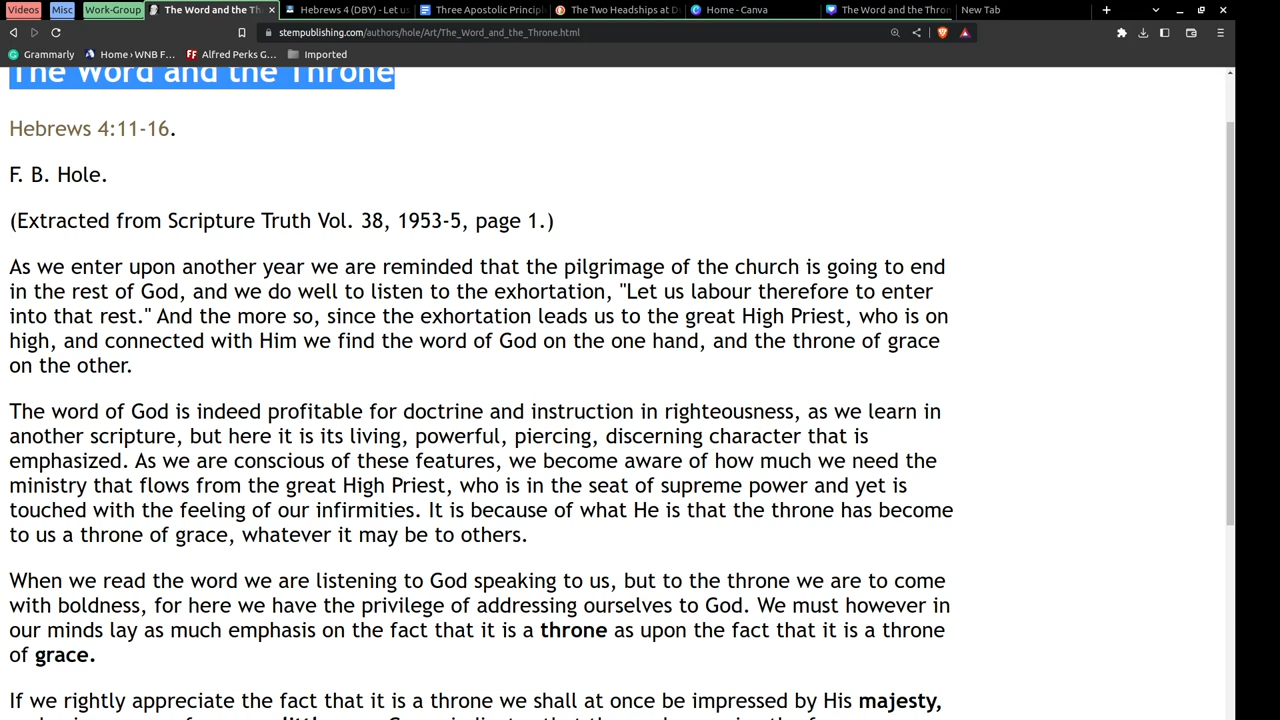 Videos Misc Work-Group The Word and the Th Hebrews 4 (DBY) - Let us Three Apostolic Principl The Two Headships at D Home - Canva The Word and the Thron New Tab
stempublishing.com/authors/hole/Art/The_Word_and_the_Throne.html
Grammarly Home › WNB F... Alfred Perks G... Imported
The Word and the Throne
Hebrews 4:11-16.
F. B. Hole.
(Extracted from Scripture Truth Vol. 38, 1953-5, page 1.)
As we enter upon another year we are reminded that the pilgrimage of the church is going to end
in the rest of God, and we do well to listen to the exhortation, "Let us labour therefore to enter
into that rest." And the more so, since the exhortation leads us to the great High Priest, who is on
high, and connected with Him we find the word of God on the one hand, and the throne of grace
on the other.
The word of God is indeed profitable for doctrine and instruction in righteousness, as we learn in
another scripture, but here it is its living, powerful, piercing, discerning character that is
emphasized. As we are conscious of these features, we become aware of how much we need the
ministry that flows from the great High Priest, who is in the seat of supreme power and yet is
touched with the feeling of our infirmities. It is because of what He is that the throne has become
to us a throne of grace, whatever it may be to others.
When we read the word we are listening to God speaking to us, but to the throne we are to come
with boldness, for here we have the privilege of addressing ourselves to God. We must however in
our minds lay as much emphasis on the fact that it is a throne as upon the fact that it is a throne
of grace.
If we rightly appreciate the fact that it is a throne we shall at once be impressed by His majesty,